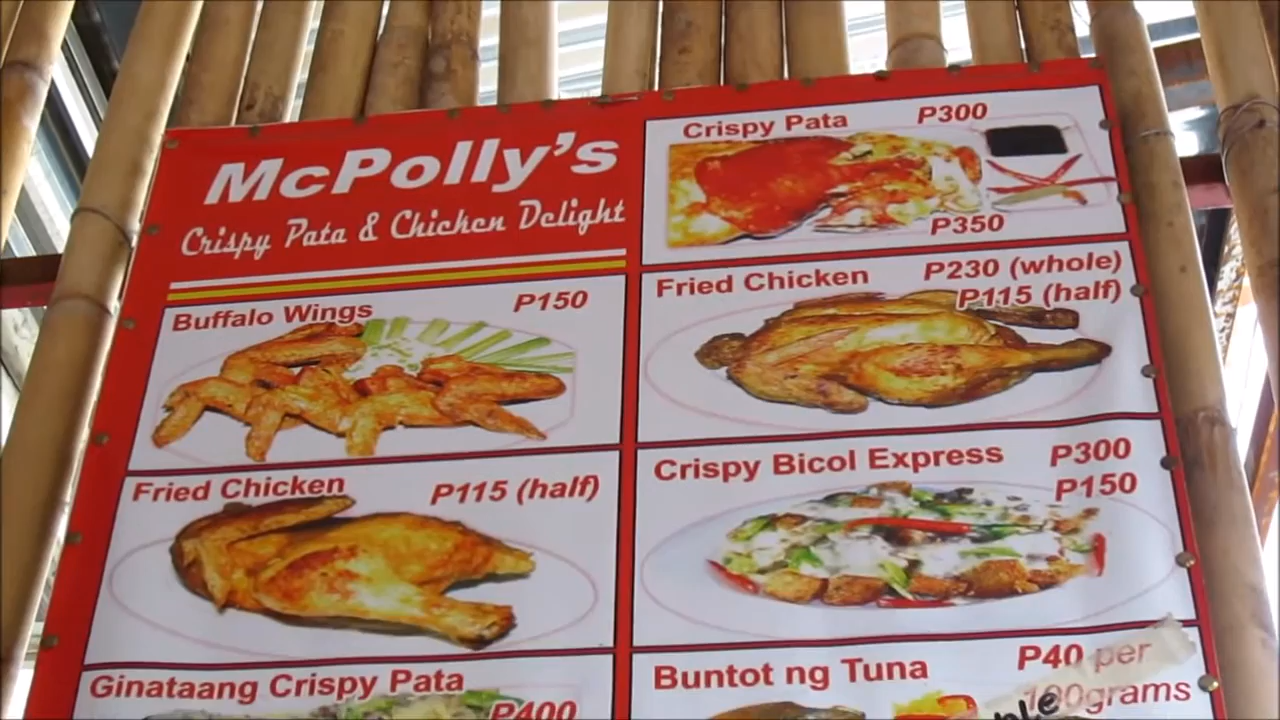 McPolly's
Crispy Pata & Chicken Delight
Buffalo Wings P150
Fried Chicken P115 (half)
Ginataang Crispy Pata
P400
Crispy Pata P300
P350
Fried Chicken P230 (whole)
P115 (half)
Crispy Bicol Express P300
P150
Buntot ng Tuna P40 per
100grams